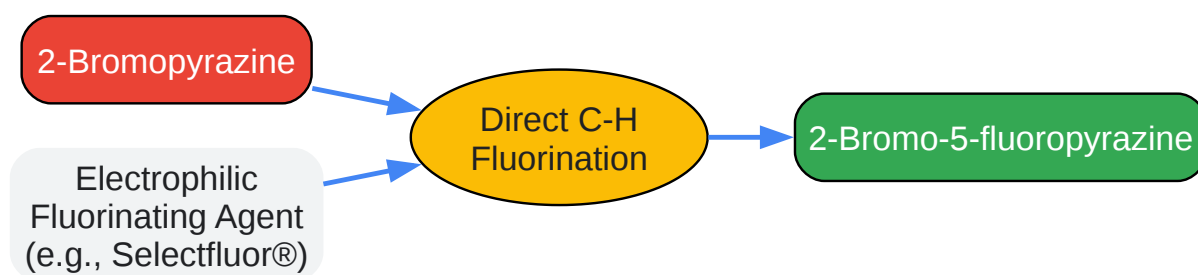 2-Bromopyrazine
Electrophilic
Fluorinating Agent
(e.g., Selectfluor®)
Direct C-H
Fluorination
2-Bromo-5-fluoropyrazine